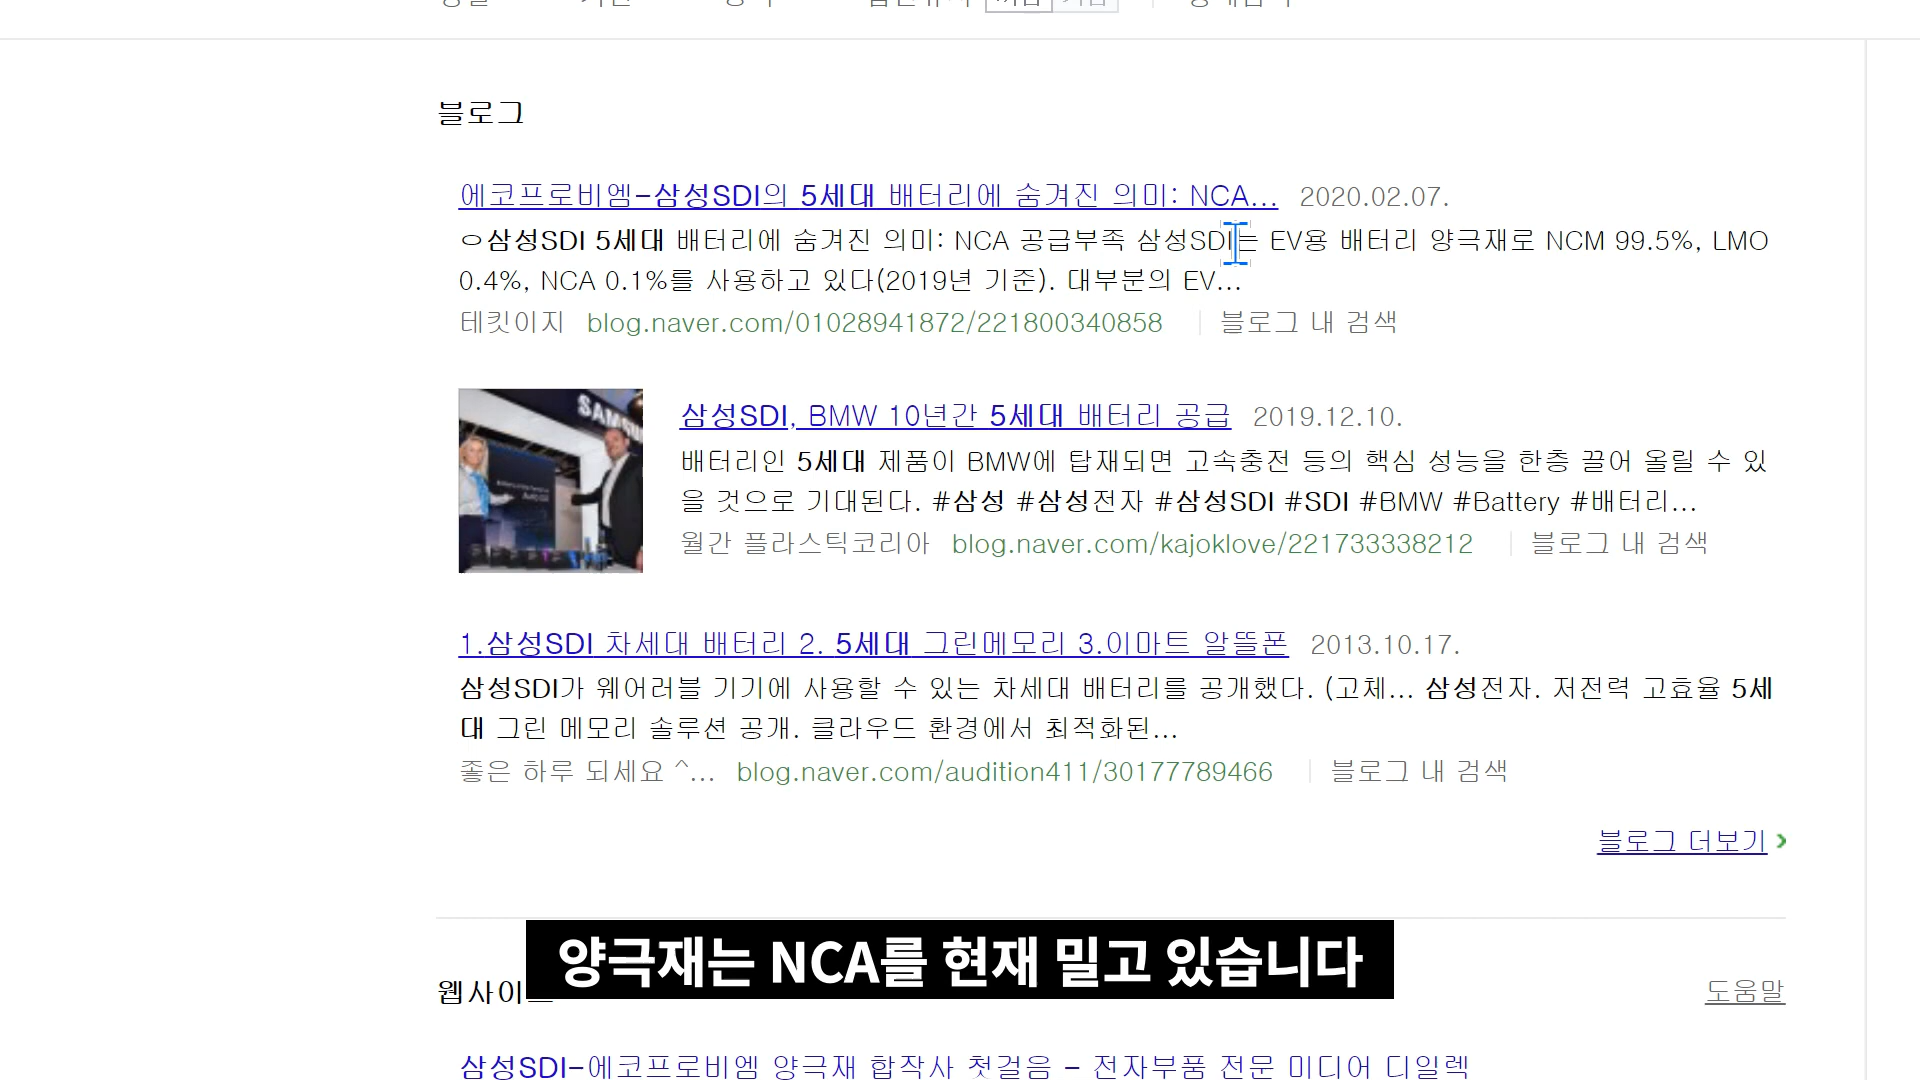 블로그
에코프로비엠-삼성SDI의 5세대 배터리에 숨겨진 의미: NCA... 2020.02.07.
ㅇ삼성SDI 5세대 배터리에 숨겨진 의미: NCA 공급부족 삼성SDI는 EV용 배터리 양극재로 NCM 99.5%, LMO
0.4%, NCA 0.1%를 사용하고 있다(2019년 기준). 대부분의 EV...
테킷이지 blog.naver.com/01028941872/221800340858 블로그 내 검색
삼성SDI, BMW 10년간 5세대 배터리 공급 2019.12.10.
배터리인 5세대 제품이 BMW에 탑재되면 고속충전 등의 핵심 성능을 한층 끌어 올릴 수 있
을 것으로 기대된다. #삼성 #삼성전자 #삼성SDI #SDI #BMW #Battery #배터리...
월간 플라스틱코리아 blog.naver.com/kajoklove/221733338212 블로그 내 검색
1.삼성SDI 차세대 배터리 2. 5세대 그린메모리 3.이마트 알뜰폰 2013.10.17.
삼성SDI가 웨어러블 기기에 사용할 수 있는 차세대 배터리를 공개했다. (고체... 삼성전자. 저전력 고효율 5세
대 그린 메모리 솔루션 공개. 클라우드 환경에서 최적화된...
좋은 하루 되세요 ^... blog.naver.com/audition411/30177789466 블로그 내 검색
블로그 더보기
양극재는 NCA를 현재 밀고 있습니다
웹사이트 도움말
삼성SDI-에코프로비엠 양극재 합작사 첫걸음 - 전자부품 전문 미디어 디일렉